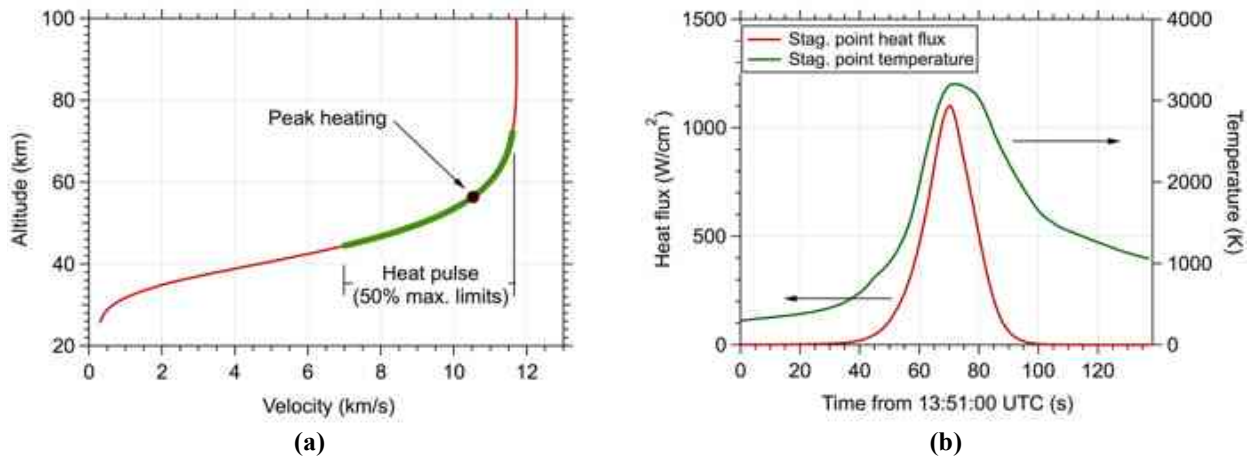 100
80
60
40
20
Altitude (km)
Peak heating
Heat pulse
(50% max. limits)
0
2
4
6
8
10
12
Velocity (km/s)
(a)
1500
1000
500
0
Heat flux (W/cm²)
Stag. point heat flux
Stag. point temperature
4000
3000
2000
1000
0
Temperature (K)
0
20
40
60
80
100
120
Time from 13:51:00 UTC (s)
(b)